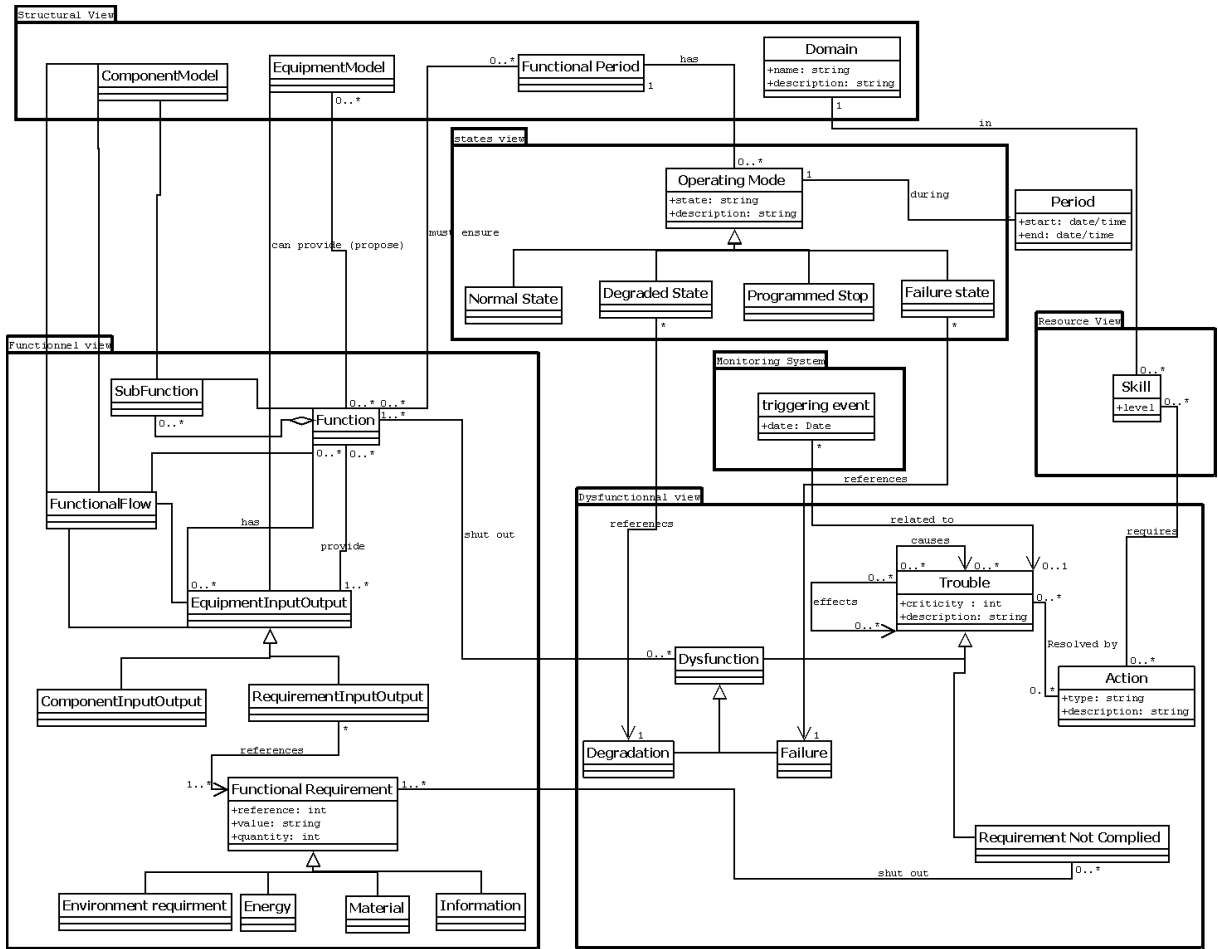 Structural View
ComponentModel
EquipmentModel
0..*
0..*
Functional Period
1
has
Domain
+name: string
+description: string
1
in
states view
0..*
Operating Mode
+state: string
+description: string
1
during
Period
+start: date/time
+end: date/time
can provide (propose)
must ensure
Normal State
Degraded State
*
Programmed Stop
Failure state
*
Resource View
0..*
Skill
+level
0..*
Functionnel view
SubFunction
0..*
0..*
0..*
1..*
Function
0..*
0..*
FunctionalFlow
has
provide
shut out
0..*
1..*
EquipmentInputOutput
ComponentInputOutput
RequirementInputOutput
*
references
1..*
Functional Requirement
+reference: int
+value: string
+quantity: int
1..*
Environment requirment
Energy
Material
Information
Monitoring System
triggering event
+date: Date
*
references
Dysfunctionnal view
referenecs
related to
requires
causes
0..*
0..*
0..*
0..1
Trouble
+criticity : int
+description: string
0..*
effects
0..*
Resolved by
0..*
Dysfunction
0..*
Action
+type: string
+description: string
0..*
1
Degradation
1
Failure
Requirement Not Complied
0..*
shut out